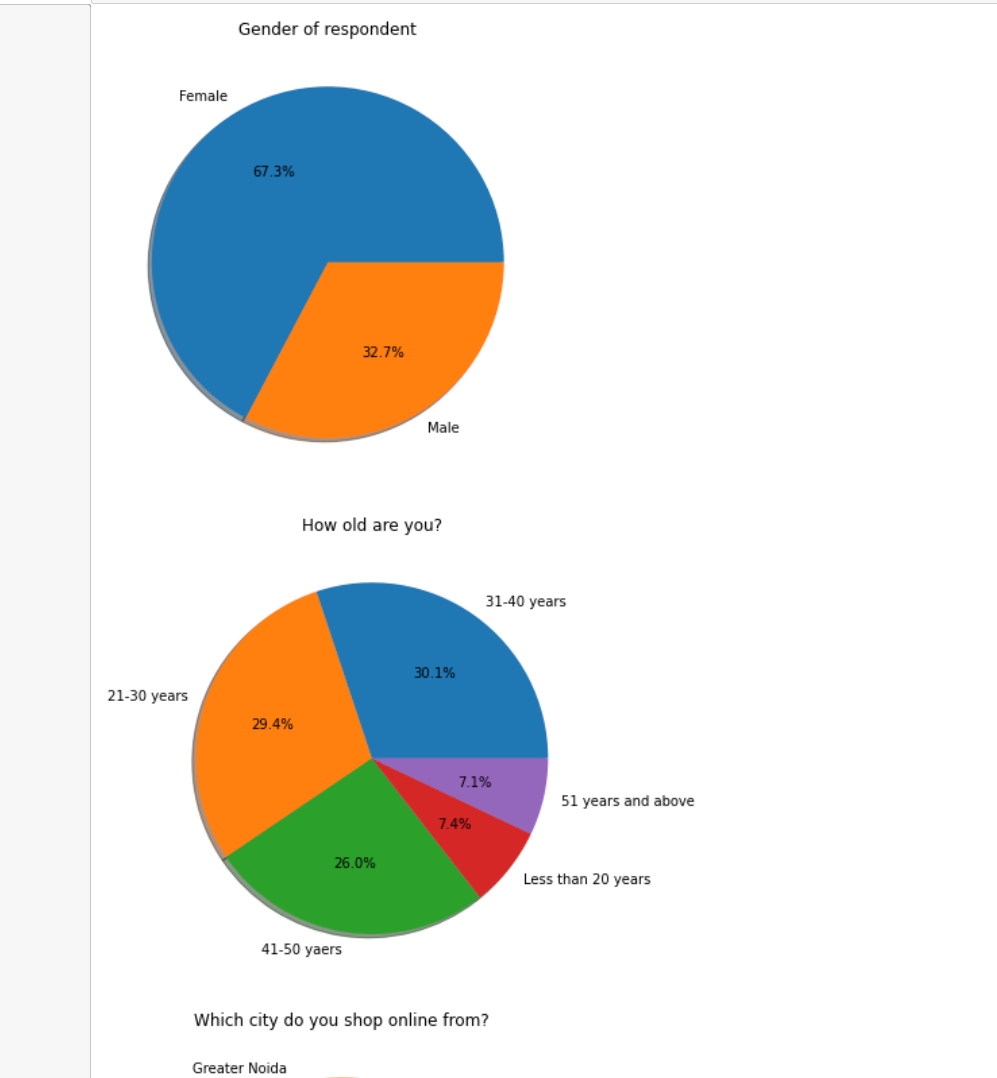 Gender of respondent
Female
67.3%
32.7%
Male
How old are you?
31-40 years
30.1%
21-30 years
29.4%
7.1%
51 years and above
7.4%
26.0%
Less than 20 years
41-50 yaers
Which city do you shop online from?
Greater Noida